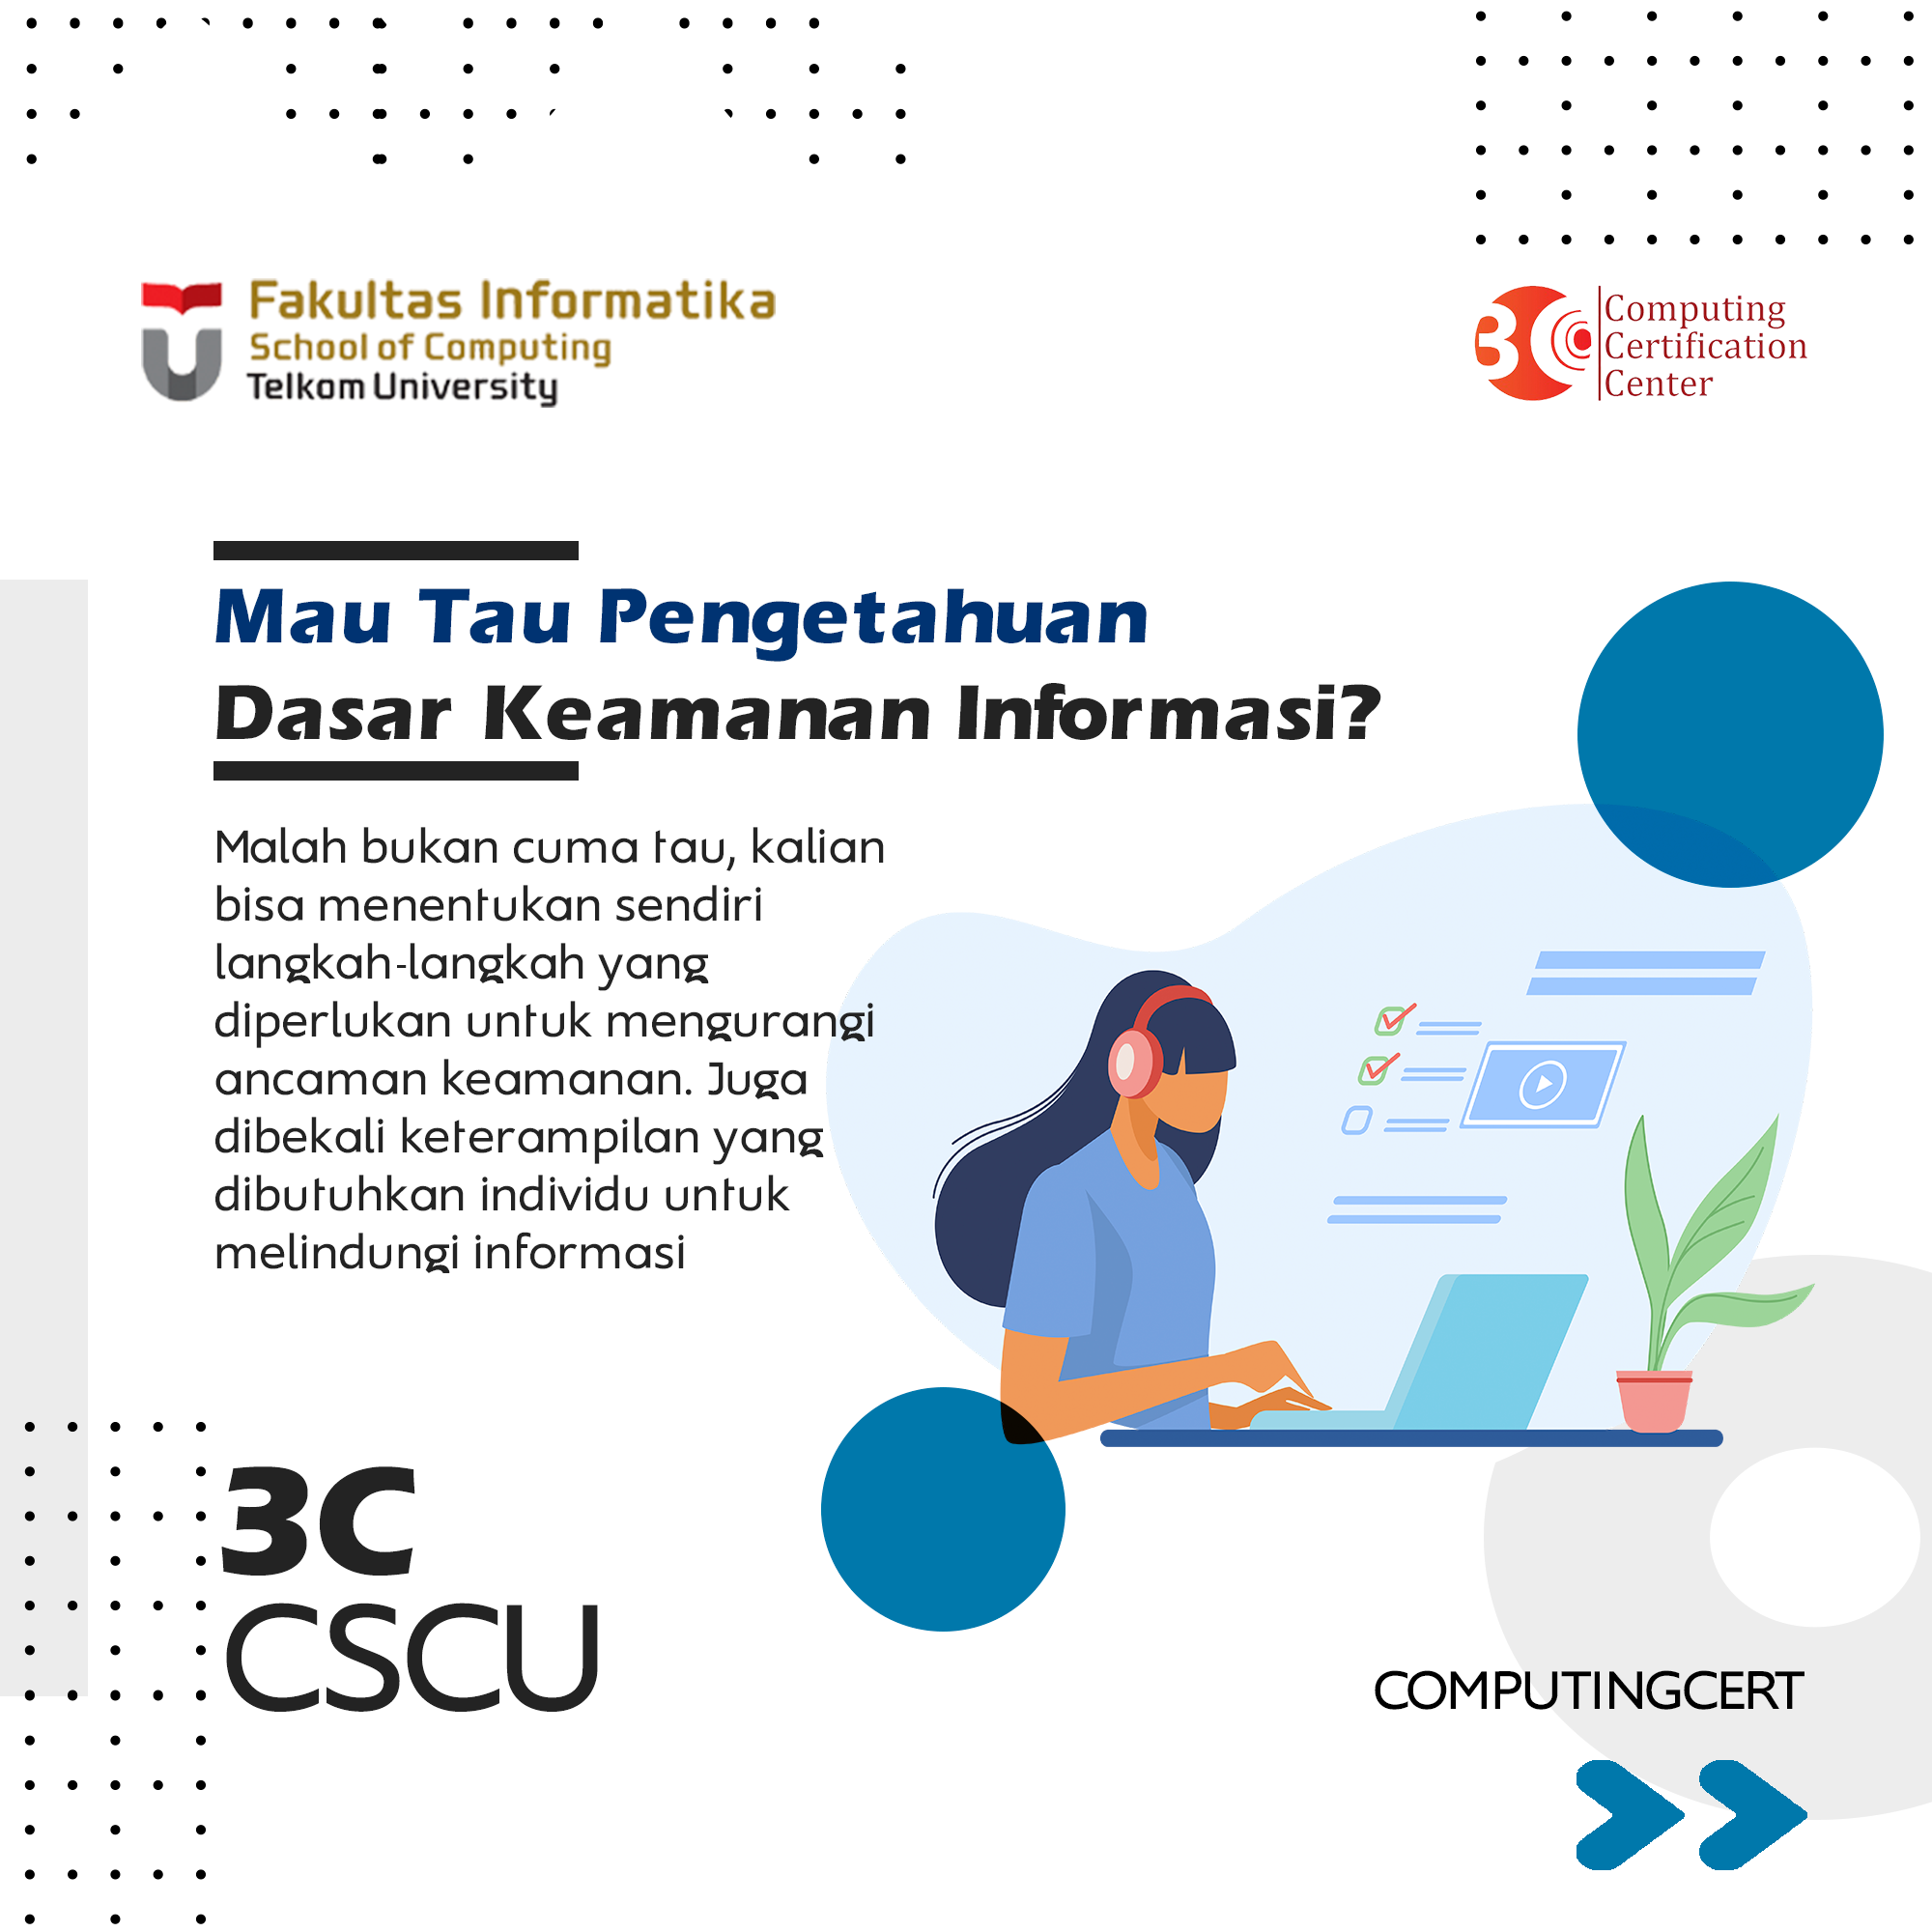 Fakultas Informatika
School of Computing
Telkom University
3C
Computing
Certification
Center
Mau Tau Pengetahuan
Dasar Keamanan Informasi?
Malah bukan cuma tau, kalian
bisa menentukan sendiri
langkah-langkah yang
diperlukan untuk mengurangi
ancaman keamanan. Juga
dibekali keterampilan yang
dibutuhkan individu untuk
melindungi informasi
3C
CSCU
COMPUTINGCERT